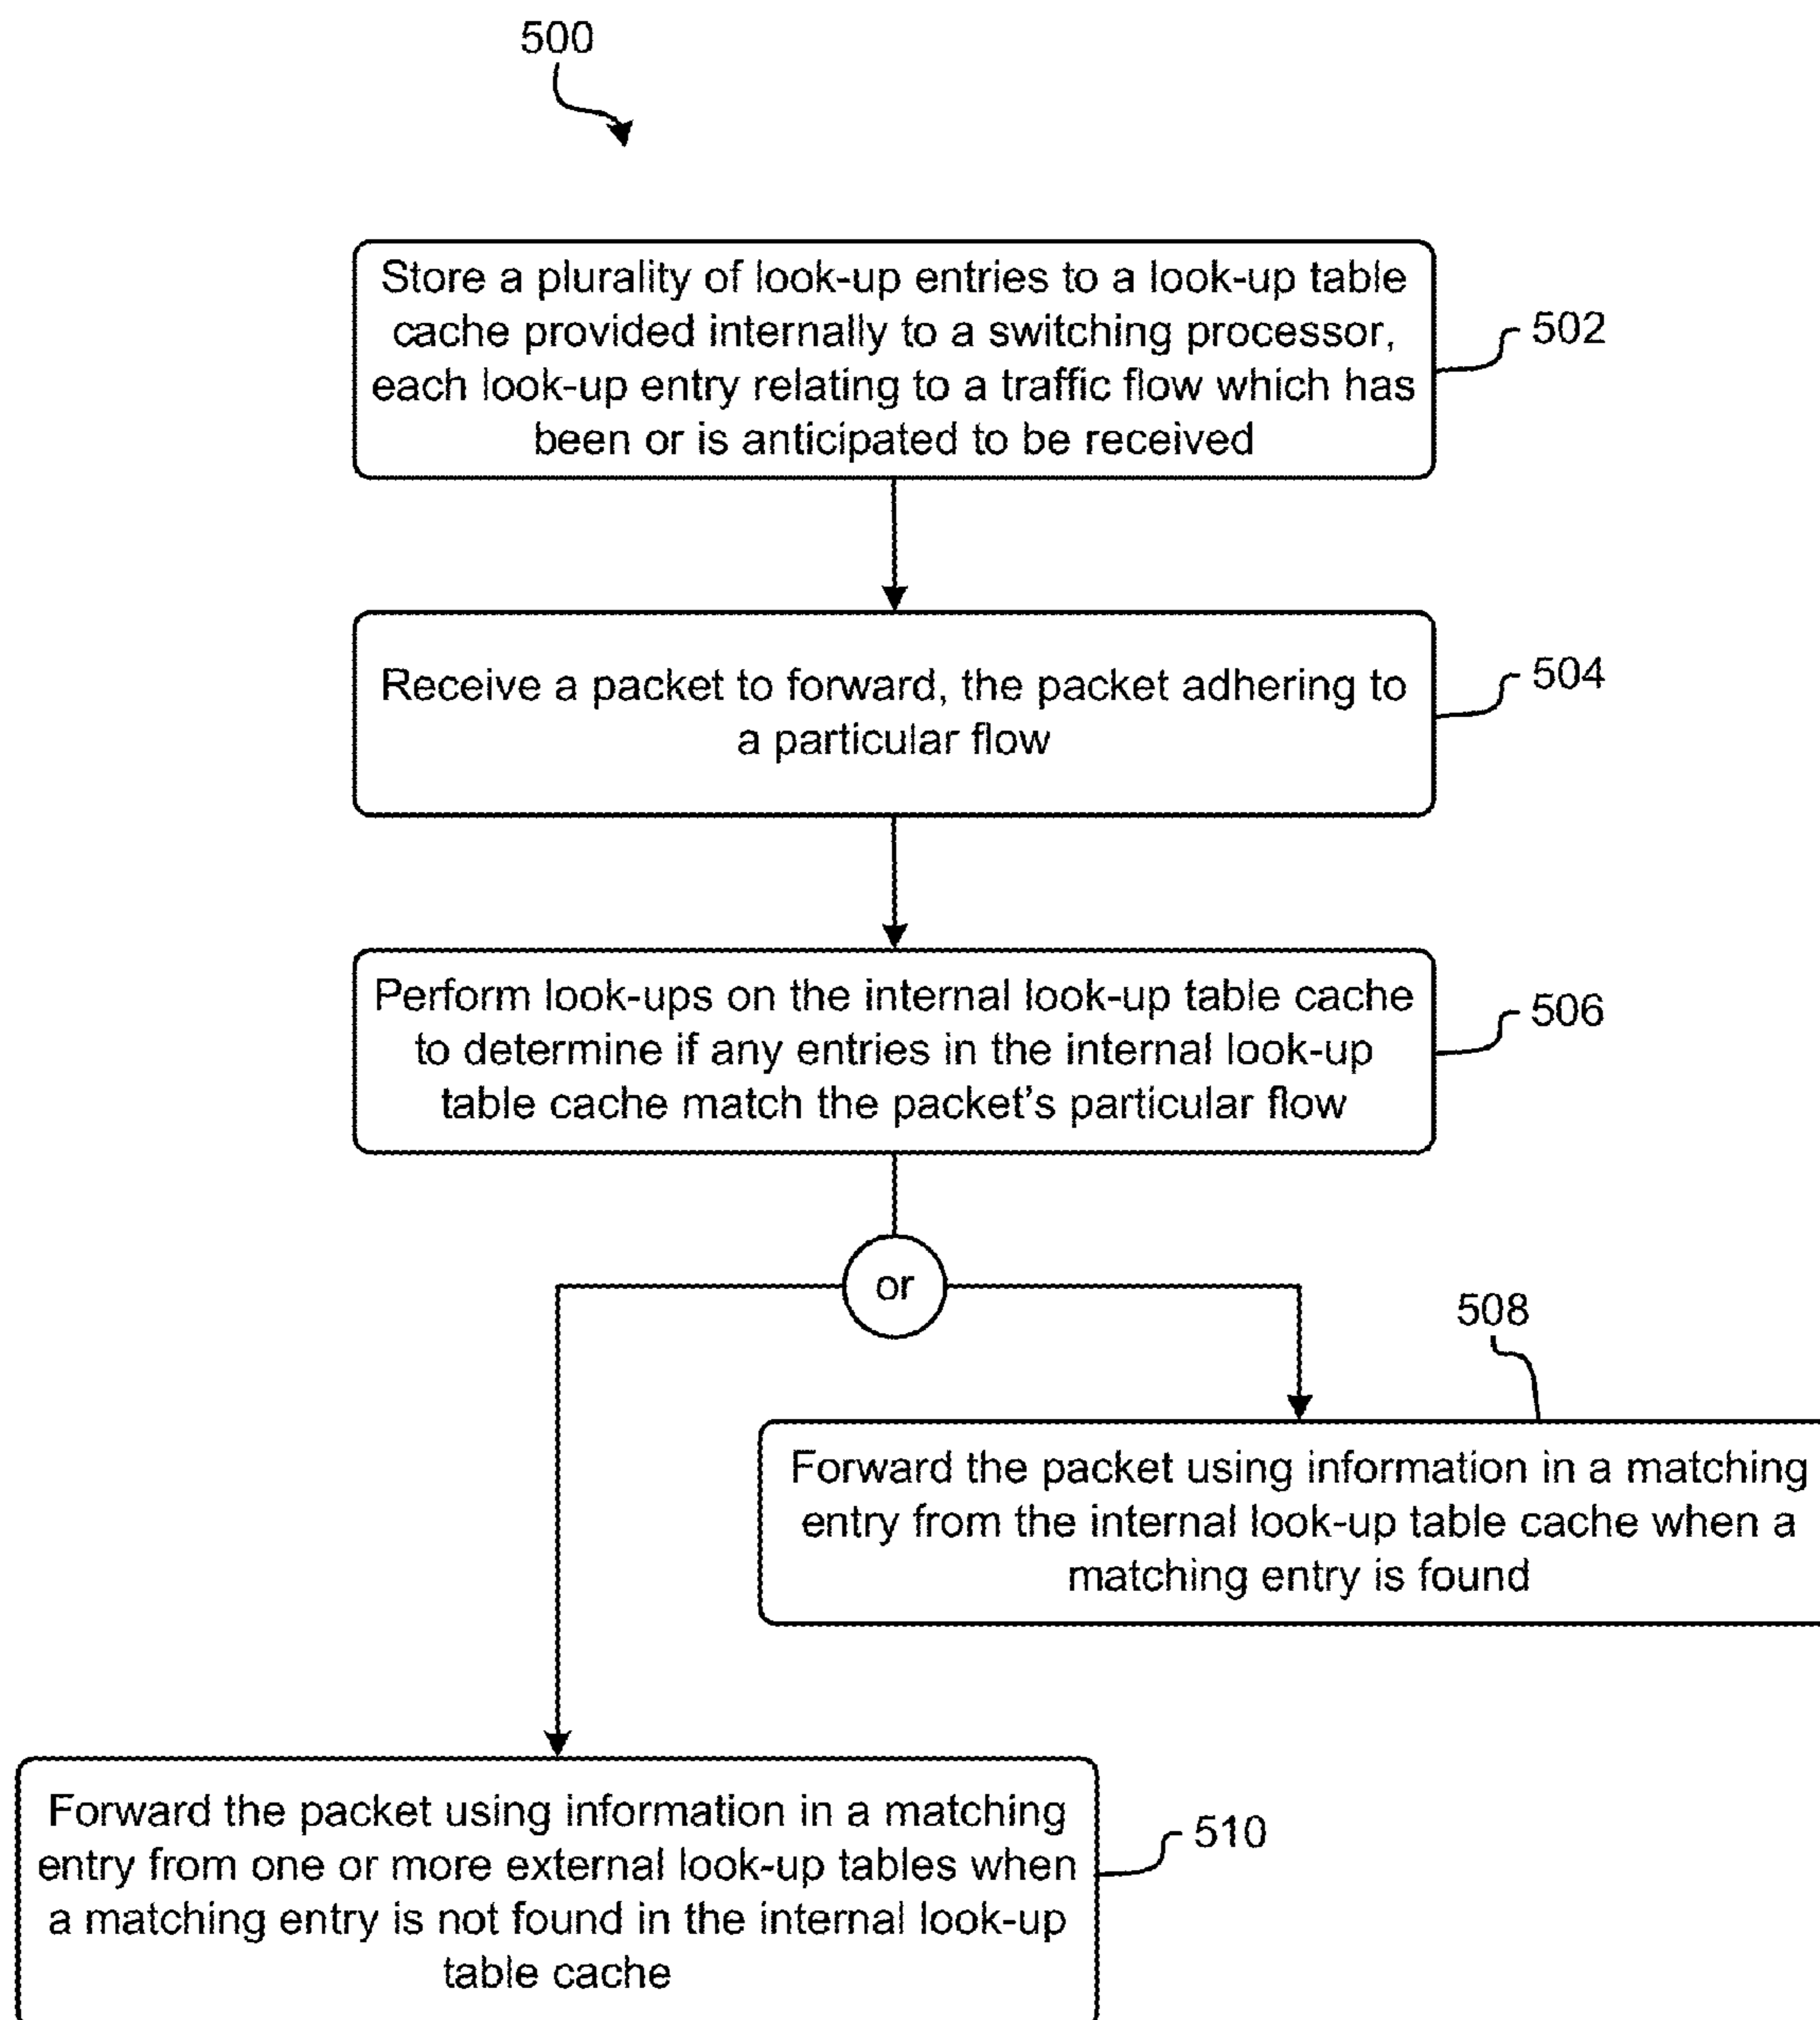 500
Store a plurality of look-up entries to a look-up table
cache provided internally to a switching processor,
each look-up entry relating to a traffic flow which has
been or is anticipated to be received
502
Receive a packet to forward, the packet adhering to
a particular flow
504
Perform look-ups on the internal look-up table cache
to determine if any entries in the internal look-up
table cache match the packet's particular flow
506
or
508
Forward the packet using information in a matching
entry from the internal look-up table cache when a
matching entry is found
Forward the packet using information in a matching
entry from one or more external look-up tables when
a matching entry is not found in the internal look-up
table cache
510